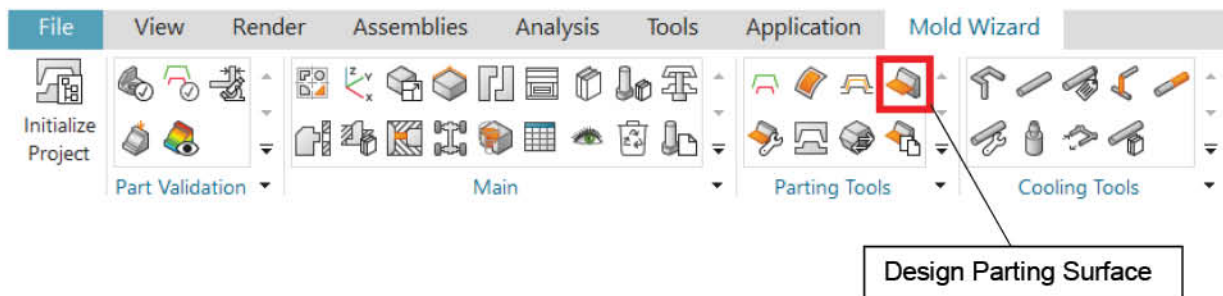 File View Render Assemblies Analysis Tools Application Mold Wizard
Initialize
Project
Part Validation Main Parting Tools Cooling Tools
Design Parting Surface